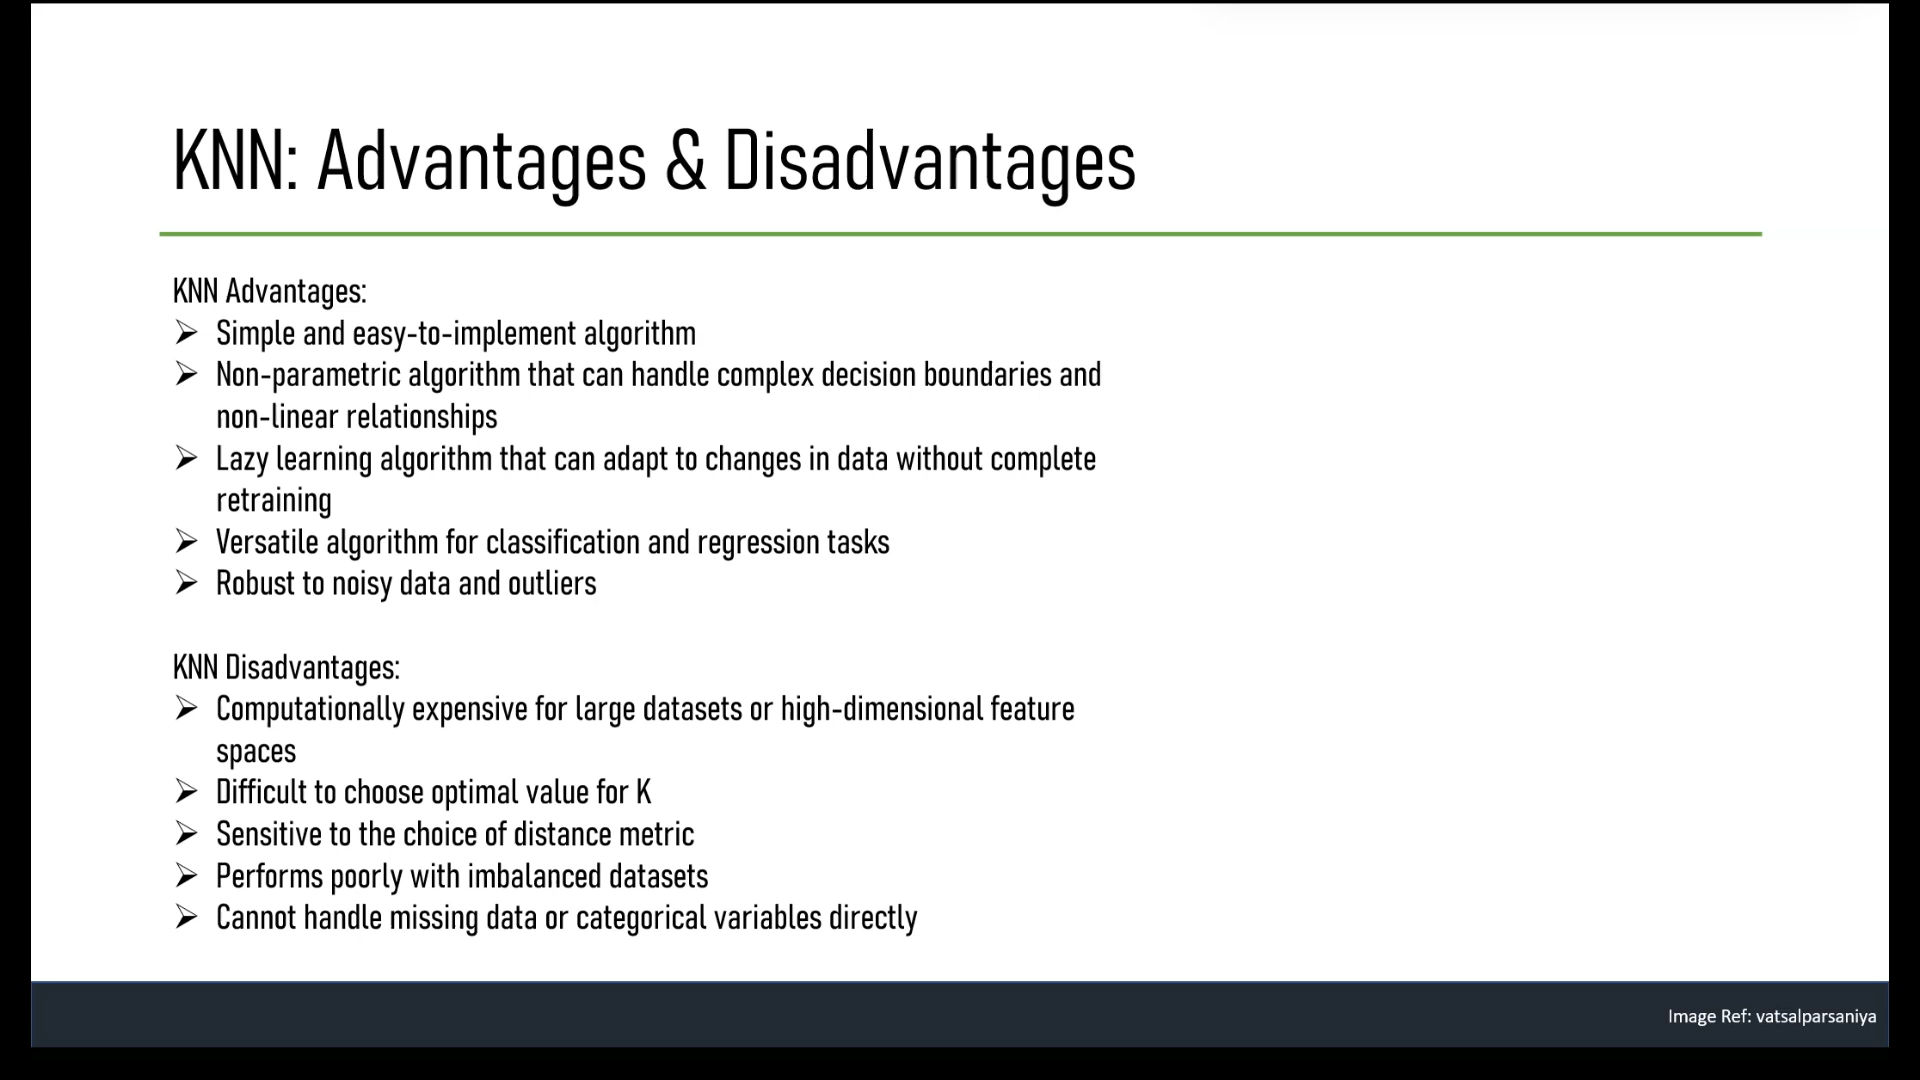 KNN: Advantages & Disadvantages
KNN Advantages:
➢ Simple and easy-to-implement algorithm
➢ Non-parametric algorithm that can handle complex decision boundaries and
non-linear relationships
➢ Lazy learning algorithm that can adapt to changes in data without complete
retraining
➢ Versatile algorithm for classification and regression tasks
➢ Robust to noisy data and outliers
KNN Disadvantages:
➢ Computationally expensive for large datasets or high-dimensional feature
spaces
➢ Difficult to choose optimal value for K
➢ Sensitive to the choice of distance metric
➢ Performs poorly with imbalanced datasets
➢ Cannot handle missing data or categorical variables directly
Image Ref: vatsalparsaniya